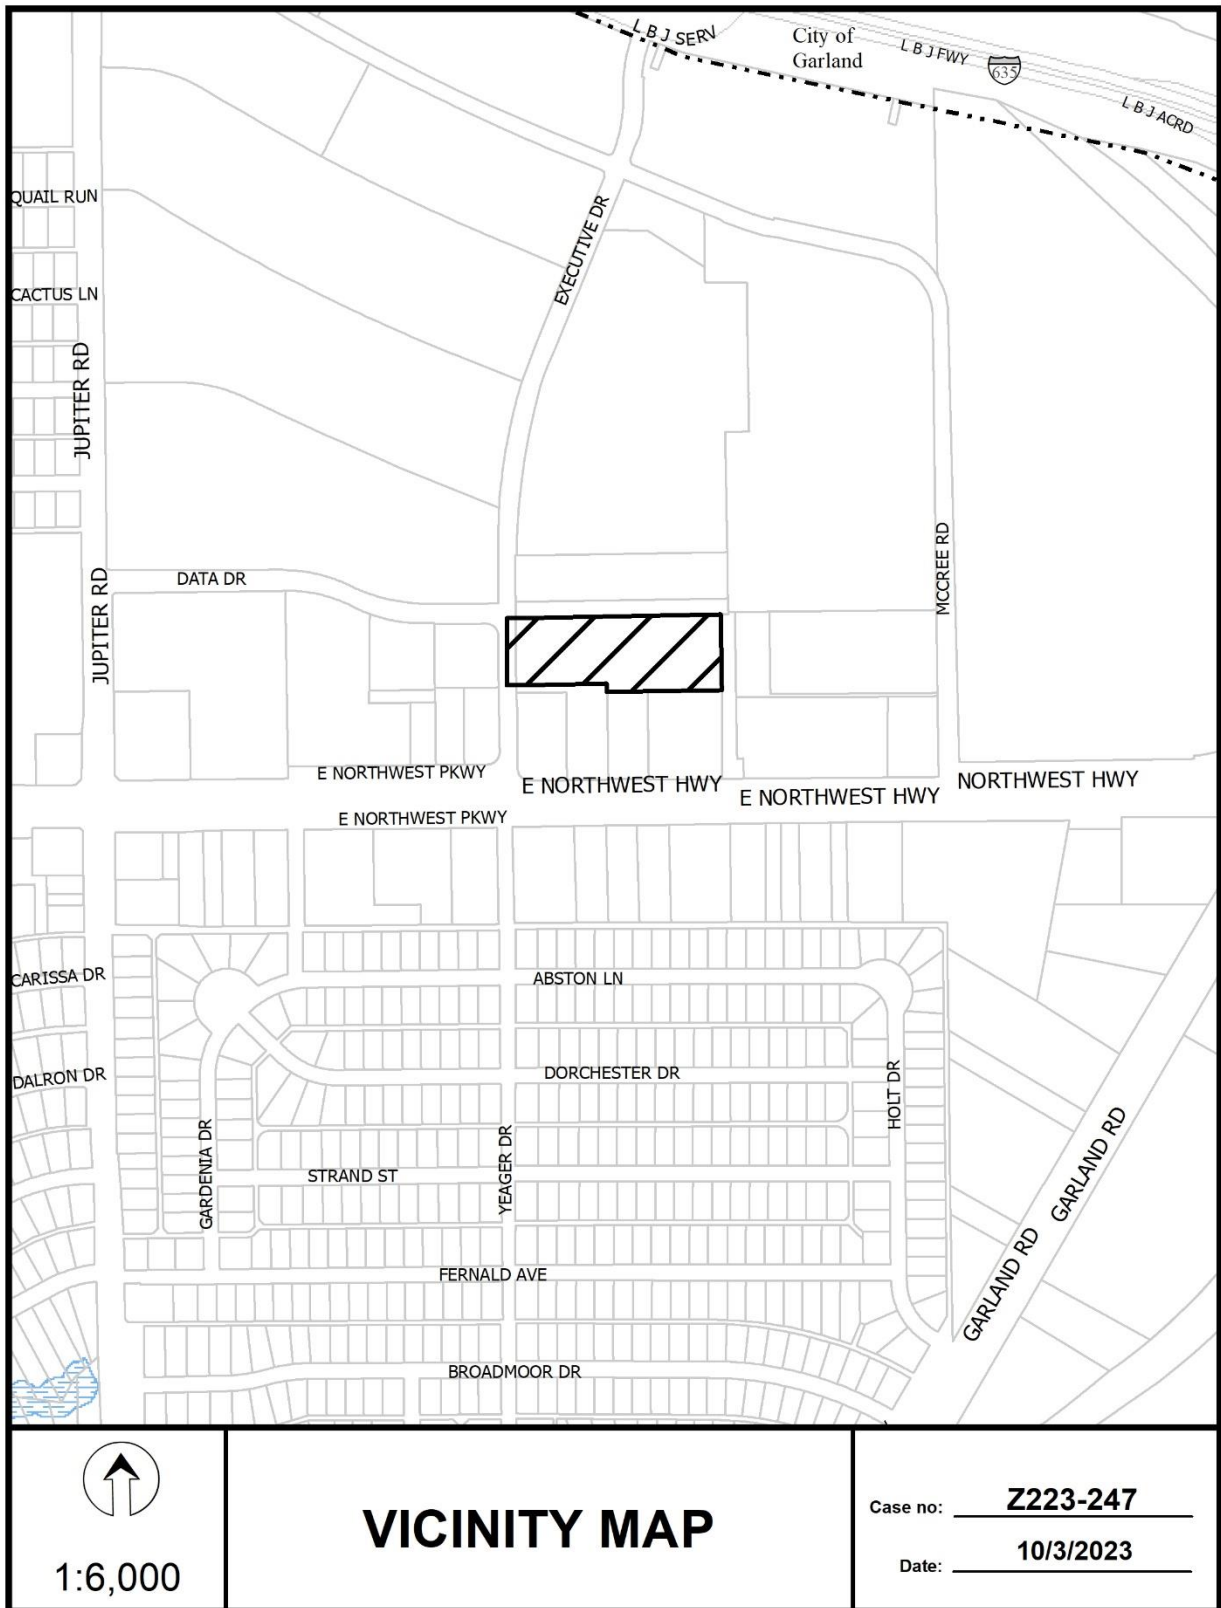 L B J SERV
City of
Garland
L B J FWY
635
L B J ACRD
QUAIL RUN
EXECUTIVE DR
CACTUS LN
JUPITER RD
MCCREE RD
DATA DR
JUPITER RD
E NORTHWEST PKWY
E NORTHWEST HWY
E NORTHWEST HWY
NORTHWEST HWY
E NORTHWEST PKWY
CARISSA DR
ABSTON LN
DALRON DR
DORCHESTER DR
HOLT DR
GARDENIA DR
STRAND ST
YEAGER DR
GARLAND RD
GARLAND RD
FERNALD AVE
BROADMOOR DR
1:6,000
VICINITY MAP
Case no: Z223-247
Date: 10/3/2023